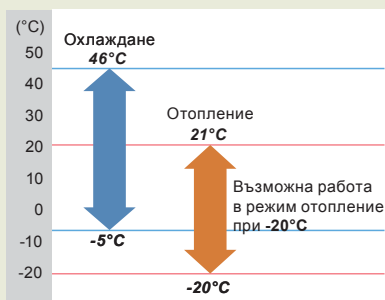 (°C)
50
40
30
20
10
0
-10
-20
Охлаждане
46°C
-5°C
Отопление
21°C
Възможна работа
в режим отопление
при -20°C
-20°C